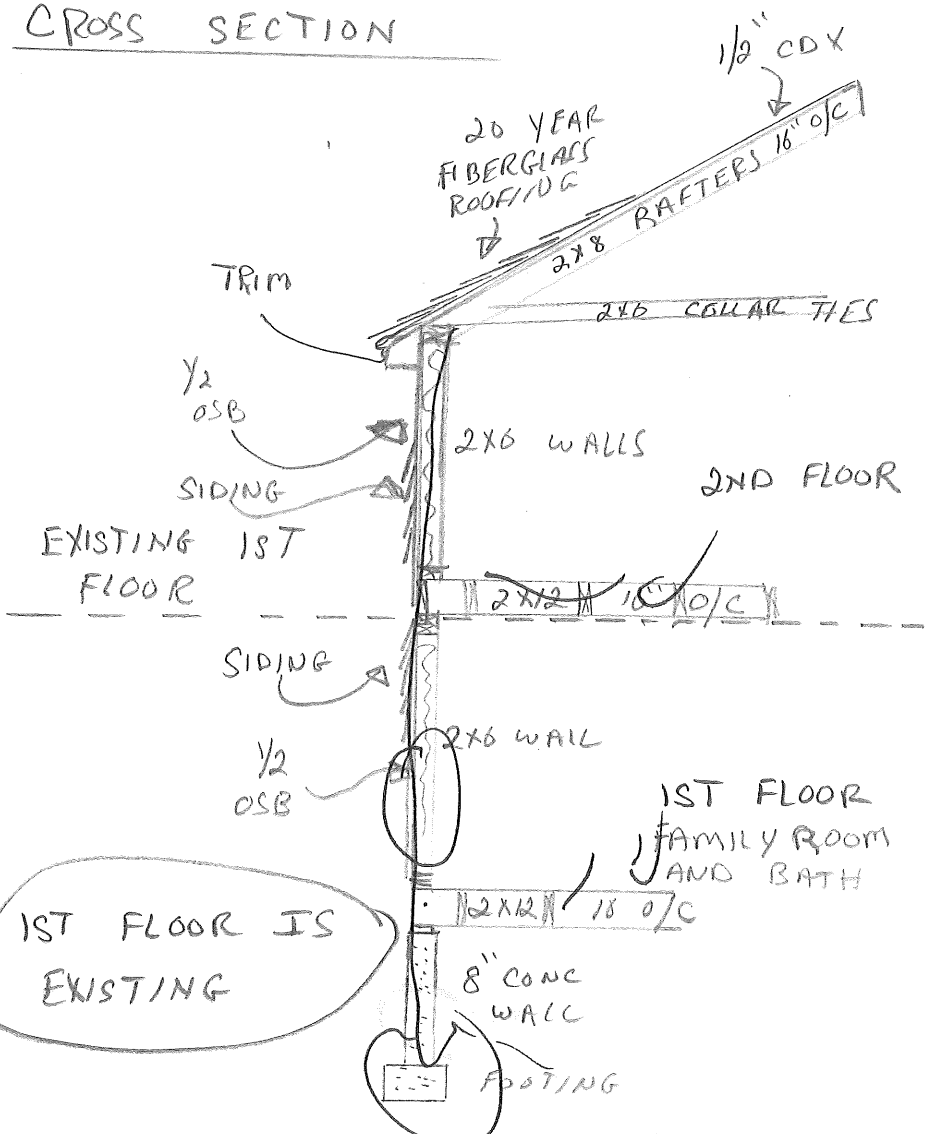 CROSS SECTION
1/2" CDX
20 YEAR
FIBERGLASS
ROOFING
2X8 RAFTERS 16" O/C
TRIM
2X6 COLLAR TIES
1/2
OSB
2X6 WALLS
SIDING
2ND FLOOR
EXISTING 1ST
FLOOR
2X12 16" O/C
SIDING
2X6 WALL
1/2
OSB
1ST FLOOR
FAMILY ROOM
AND BATH
2X12 16 O/C
1ST FLOOR IS
EXISTING
8" CONC
WALL
FOOTING